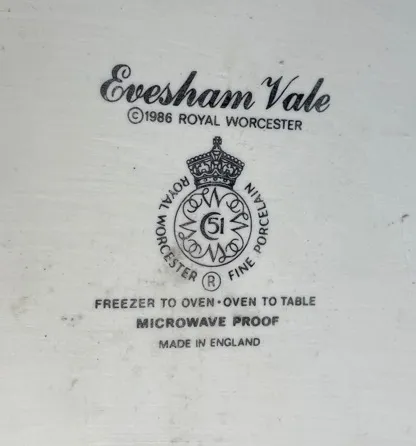 Evesham Vale
©1986 ROYAL WORCESTER
ROYAL WORCESTER ® FINE PORCELAIN
51
FREEZER TO OVEN • OVEN TO TABLE
MICROWAVE PROOF
MADE IN ENGLAND